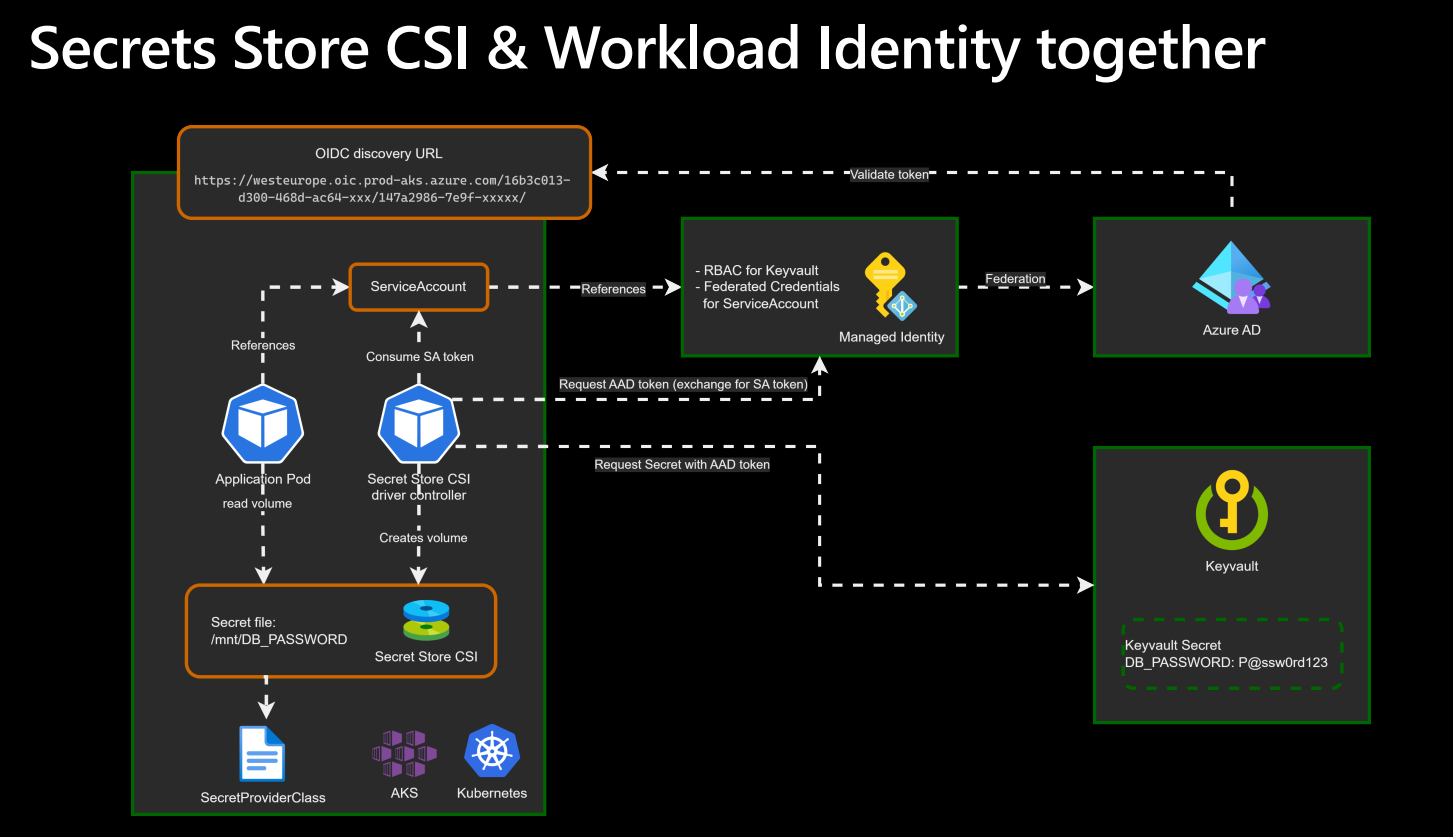 Secrets Store CSI & Workload Identity together
OIDC discovery URL
https://westeurope.oic.prod-aks.azure.com/16b3c013-
d300-468d-ac64-xxx/147a2986-7e9f-xxxxx/
Validate token
ServiceAccount
References
- RBAC for Keyvault
- Federated Credentials
for ServiceAccount
Managed Identity
Federation
Azure AD
References
Consume SA token
Request AAD token (exchange for SA token)
Application Pod
read volume
Secret Store CSI
driver controller
Request Secret with AAD token
Creates volume
Keyvault
Secret file:
/mnt/DB_PASSWORD
Secret Store CSI
Keyvault Secret
DB_PASSWORD: P@ssw0rd123
SecretProviderClass
AKS
Kubernetes